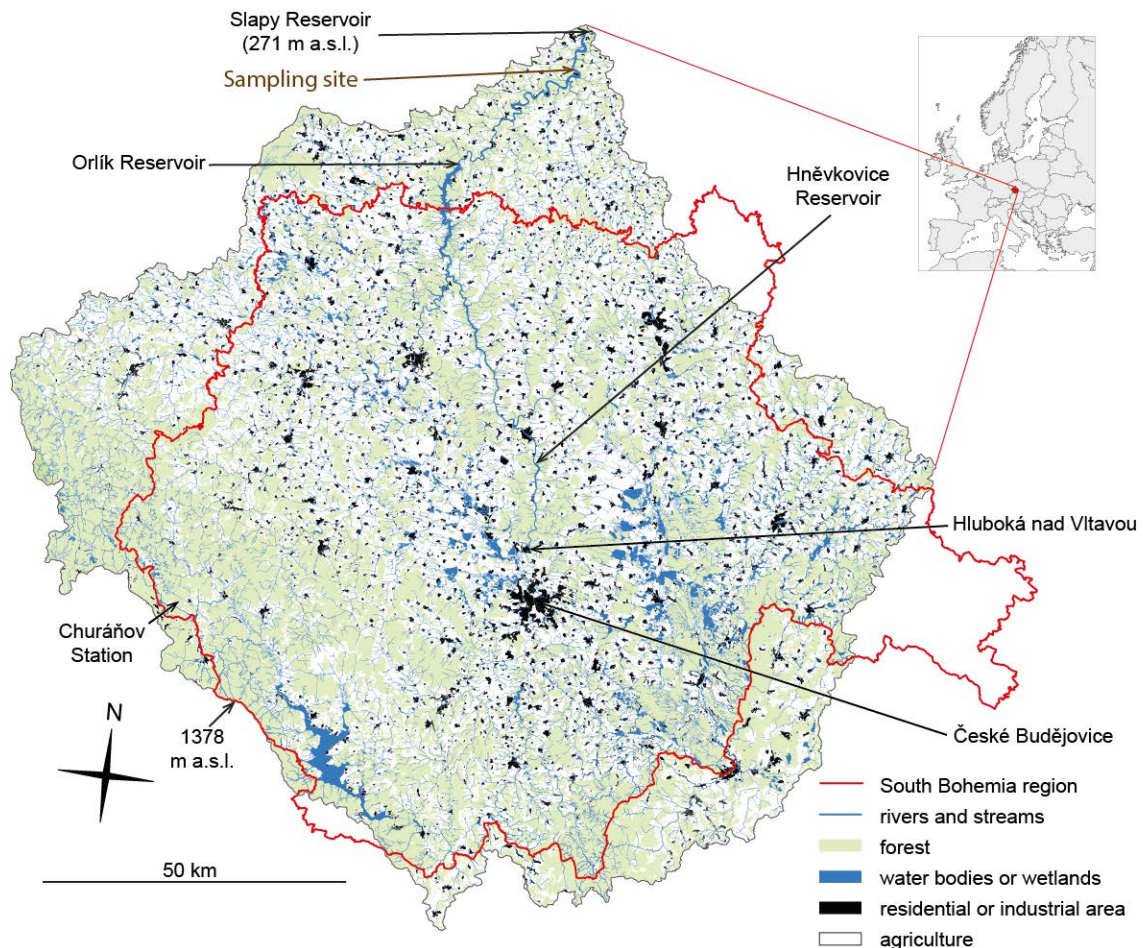 Slapy Reservoir
(271 m a.s.l.)
Sampling site
Orlík Reservoir
Hněvkovice
Reservoir
Hluboká nad Vltavou
Churáňov
Station
N
1378
m a.s.l.
České Budějovice
50 km
South Bohemia region
rivers and streams
forest
water bodies or wetlands
residential or industrial area
agriculture